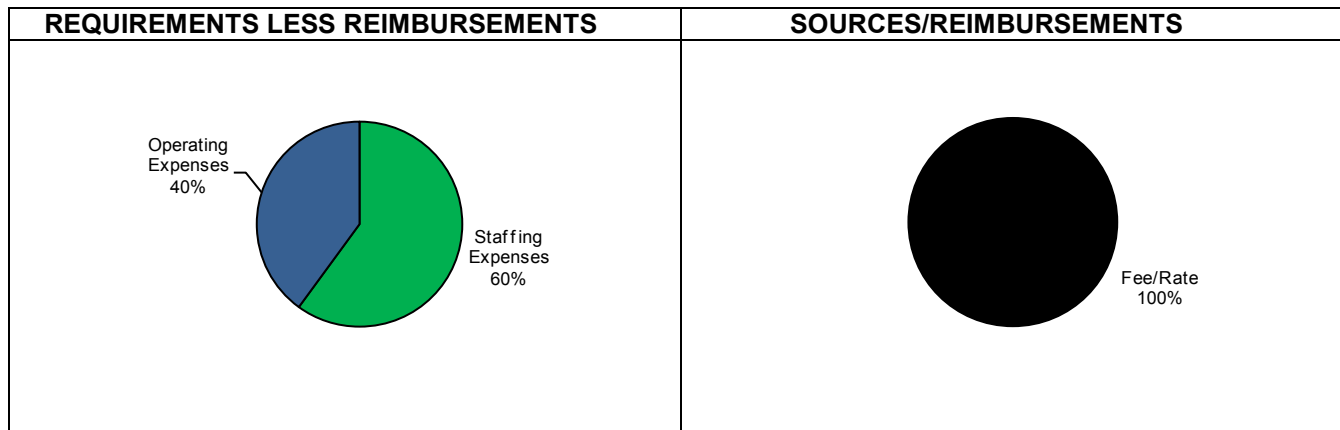 REQUIREMENTS LESS REIMBURSEMENTS
SOURCES/REIMBURSEMENTS
Operating
Expenses
40%
Staffing
Expenses
60%
Fee/Rate
100%